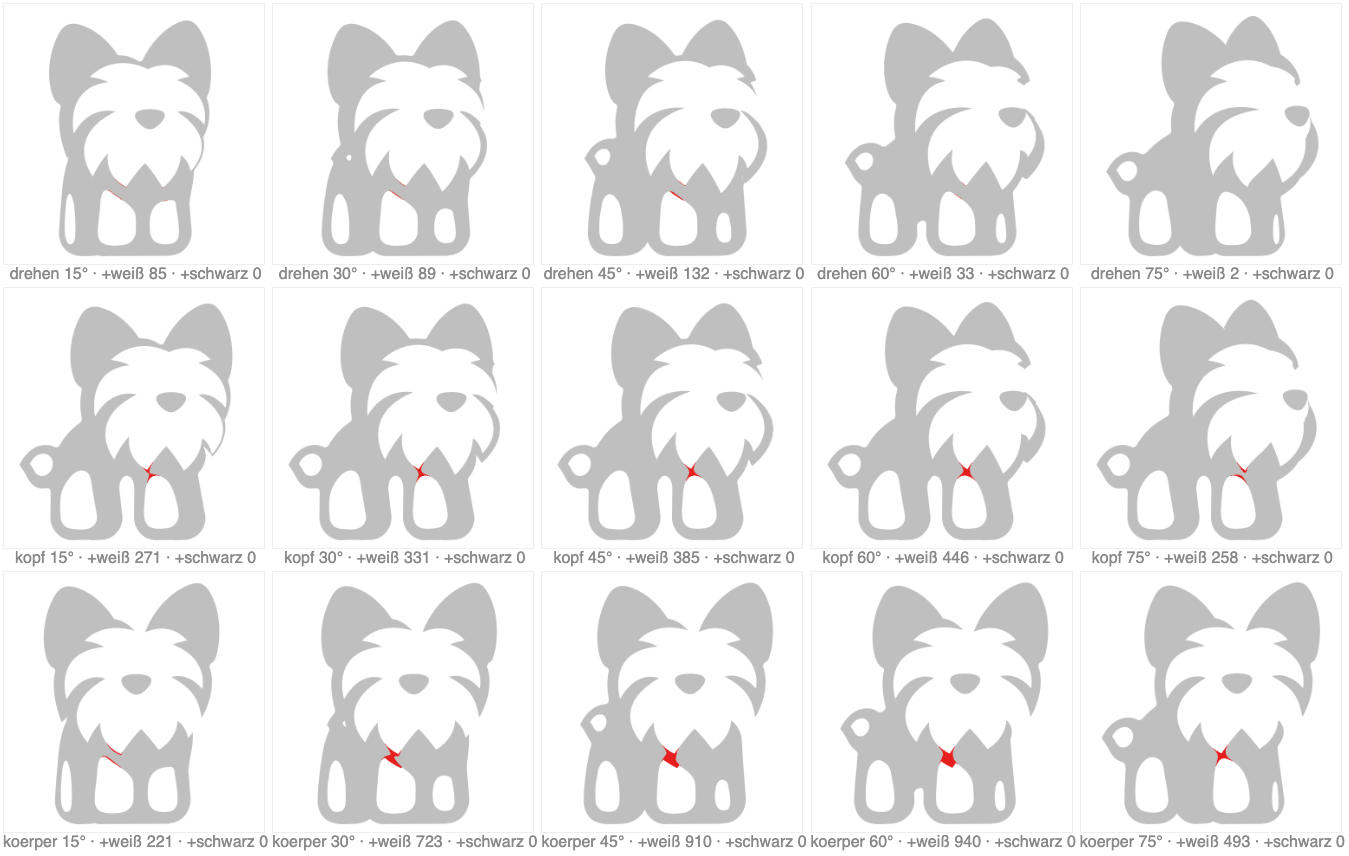 drehen 15° · +weiß 85 · +schwarz 0
drehen 30° · +weiß 89 · +schwarz 0
drehen 45° · +weiß 132 · +schwarz 0
drehen 60° · +weiß 33 · +schwarz 0
drehen 75° · +weiß 2 · +schwarz 0
kopf 15° · +weiß 271 · +schwarz 0
kopf 30° · +weiß 331 · +schwarz 0
kopf 45° · +weiß 385 · +schwarz 0
kopf 60° · +weiß 446 · +schwarz 0
kopf 75° · +weiß 258 · +schwarz 0
koerper 15° · +weiß 221 · +schwarz 0
koerper 30° · +weiß 723 · +schwarz 0
koerper 45° · +weiß 910 · +schwarz 0
koerper 60° · +weiß 940 · +schwarz 0
koerper 75° · +weiß 493 · +schwarz 0